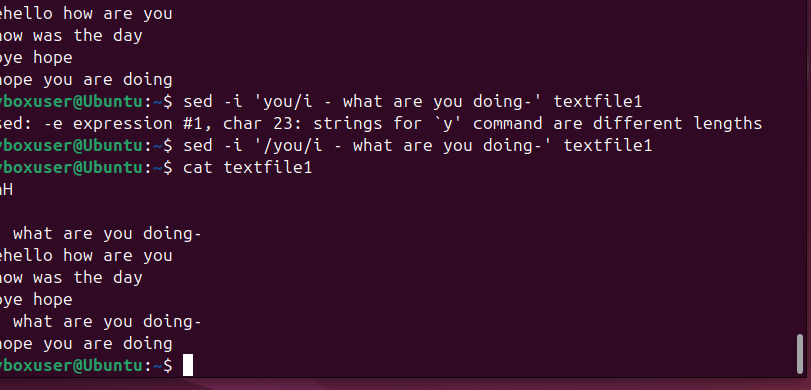 ehello how are you
how was the day
bye hope
hope you are doing
vboxuser@Ubuntu:~$ sed -i 'you/i - what are you doing-' textfile1
sed: -e expression #1, char 23: strings for `y' command are different lengths
vboxuser@Ubuntu:~$ sed -i '/you/i - what are you doing-' textfile1
vboxuser@Ubuntu:~$ cat textfile1
H
what are you doing-
ehello how are you
how was the day
bye hope
what are you doing-
hope you are doing
vboxuser@Ubuntu:~$